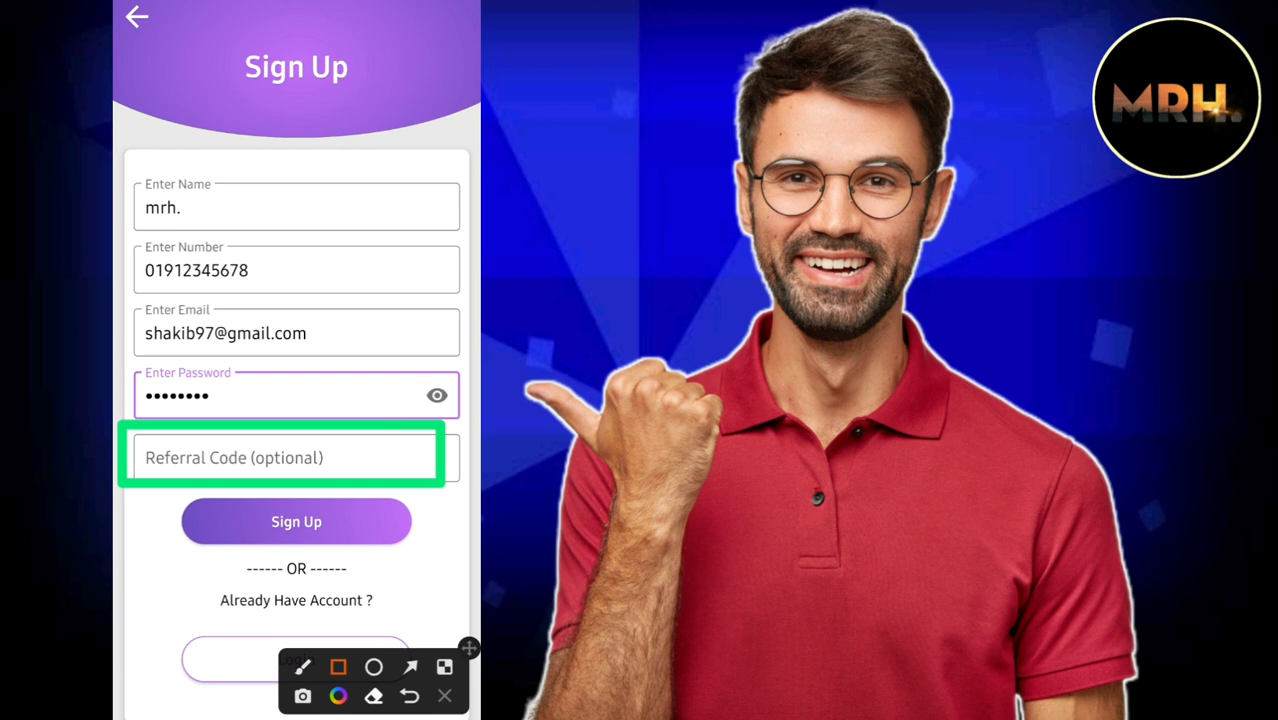 Sign Up
Enter Name
mrh.
Enter Number
01912345678
Enter Email
shakib97@gmail.com
Enter Password
••••••••
Referral Code (optional)
Sign Up
------ OR ------
Already Have Account ?
Login
MRH.